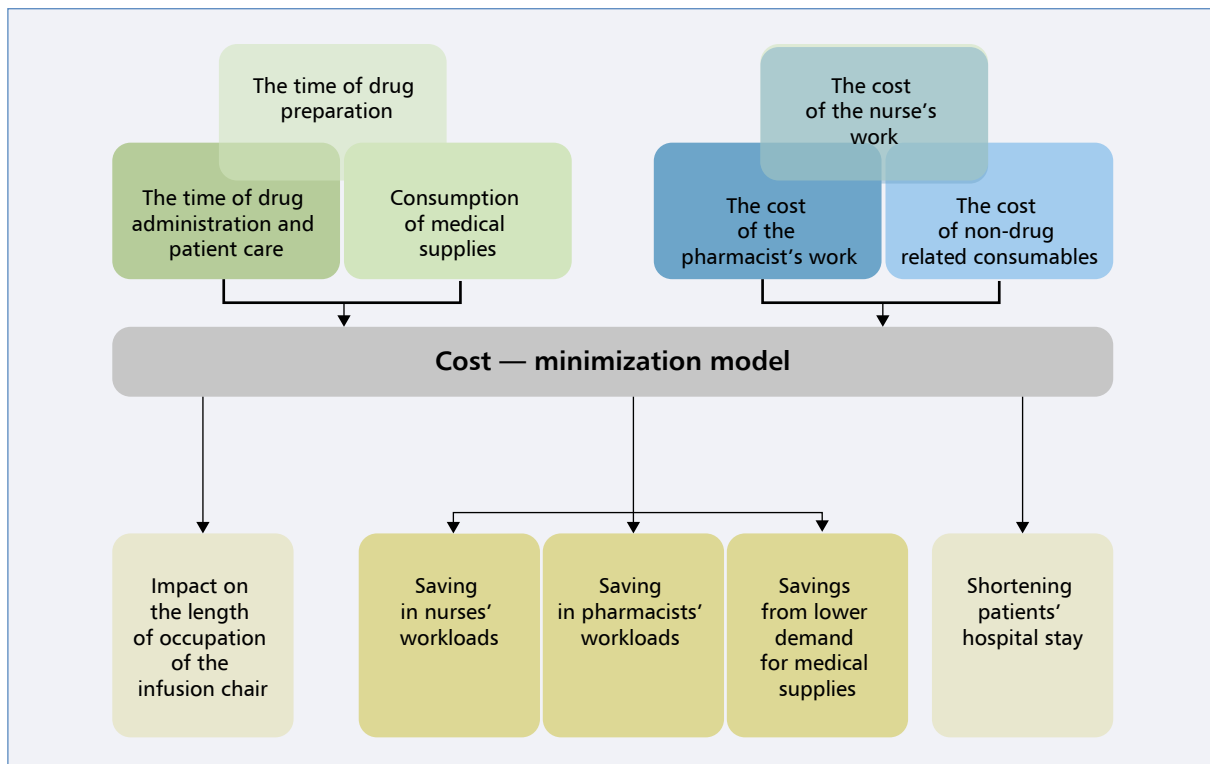 The time of drug
preparation
The cost
of the nurse's
work
The time of drug
administration and
patient care
Consumption
of medical
supplies
The cost
of the
pharmacist's work
The cost
of non-drug
related consumables
Cost — minimization model
Impact on
the length
of occupation
of the
infusion chair
Saving
in nurses‘
workloads
Saving
in pharmacists‘
workloads
Savings
from lower
demand
for medical
supplies
Shortening
patients‘
hospital stay